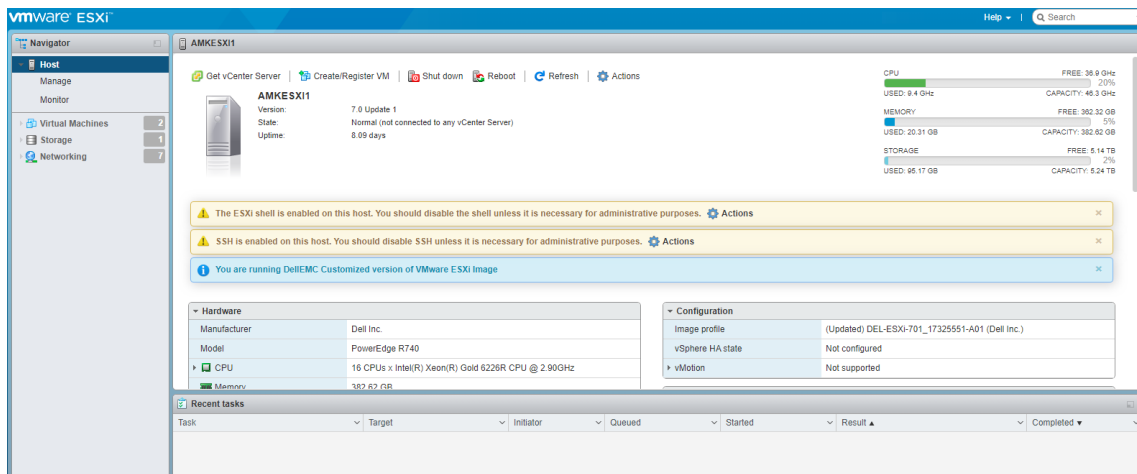 vmware ESXi™
Help
Search
Navigator
Host
Manage
Monitor
Virtual Machines 2
Storage 1
Networking 7
AMKESXI1
Get vCenter Server Create/Register VM Shut down Reboot Refresh Actions
AMKESXI1
Version: 7.0 Update 1
State: Normal (not connected to any vCenter Server)
Uptime: 8.09 days
CPU FREE: 36.9 GHz
20%
USED: 9.4 GHz CAPACITY: 46.3 GHz
MEMORY FREE: 362.32 GB
5%
USED: 20.31 GB CAPACITY: 382.62 GB
STORAGE FREE: 5.14 TB
2%
USED: 95.17 GB CAPACITY: 5.24 TB
The ESXi shell is enabled on this host. You should disable the shell unless it is necessary for administrative purposes. Actions
SSH is enabled on this host. You should disable SSH unless it is necessary for administrative purposes. Actions
You are running DellEMC Customized version of VMware ESXi Image
Hardware
Manufacturer Dell Inc.
Model PowerEdge R740
CPU 16 CPUs x Intel(R) Xeon(R) Gold 6226R CPU @ 2.90GHz
Memory 382.62 GB
Configuration
Image profile (Updated) DEL-ESXi-701_17325551-A01 (Dell Inc.)
vSphere HA state Not configured
vMotion Not supported
Recent tasks
Task Target Initiator Queued Started Result Completed